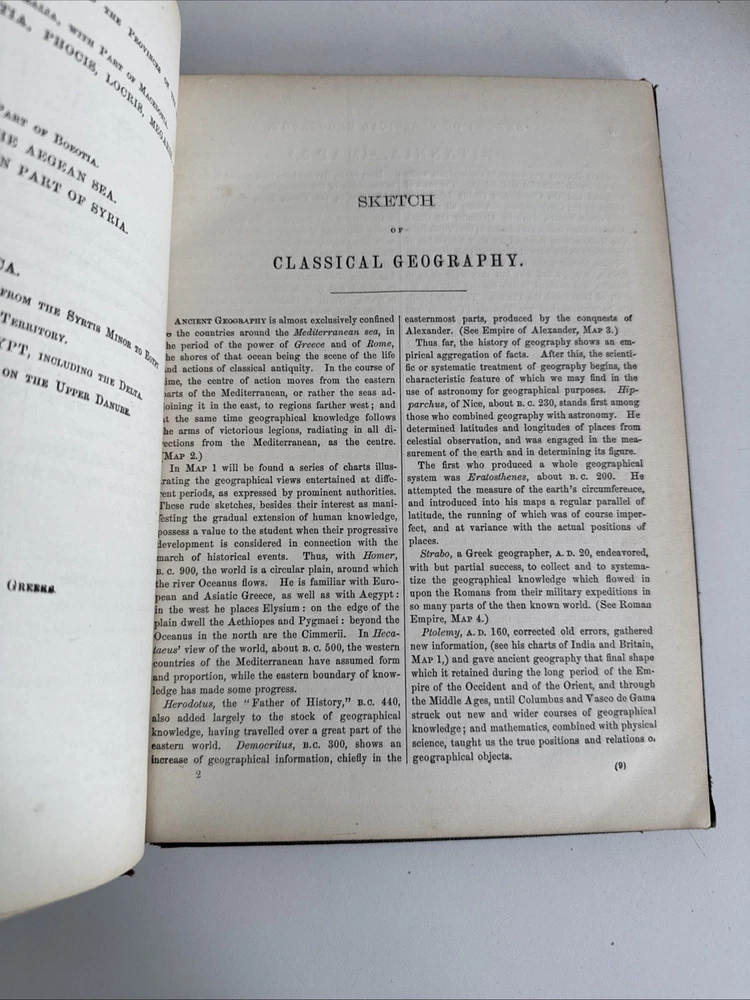 THE PROVINCES OF
WITH PART OF MACEDONIA.
PHOCIS, LOCRIS, MEGARIS
PART OF BOEOTIA.
THE AEGEAN SEA.
PART OF SYRIA.
FROM THE SYRTIS MINOR TO EGYPT
TERRITORY.
INCLUDING THE DELTA.
ON THE UPPER DANUBE.
GREEKS.
SKETCH
OF
CLASSICAL GEOGRAPHY.
ANCIENT GEOGRAPHY is almost exclusively confined
to the countries around the Mediterranean sea, in
the period of the power of Greece and of Rome,
the shores of that ocean being the scene of the life
and actions of classical antiquity. In the course of
time, the centre of action moves from the eastern
parts of the Mediterranean, or rather the seas ad-
joining it in the east, to regions farther west; and
at the same time geographical knowledge follows
the arms of victorious legions, radiating in all di-
rections from the Mediterranean, as the centre.
(MAP 2.)
In MAP 1 will be found a series of charts illus-
trating the geographical views entertained at diffe-
rent periods, as expressed by prominent authorities.
These rude sketches, besides their interest as mani-
festing the gradual extension of human knowledge,
possess a value to the student when their progressive
development is considered in connection with the
march of historical events. Thus, with Homer,
B. C. 900, the world is a circular plain, around which
the river Oceanus flows. He is familiar with Euro-
pean and Asiatic Greece, as well as with Aegypt:
in the west he places Elysium: on the edge of the
plain dwell the Aethiopes and Pygmaei: beyond the
Oceanus in the north are the Cimmerii. In Heca-
taeus' view of the world, about B. C. 500, the western
countries of the Mediterranean have assumed form
and proportion, while the eastern boundary of know-
ledge has made some progress.
Herodotus, the "Father of History," B. C. 440,
also added largely to the stock of geographical
knowledge, having travelled over a great part of the
eastern world. Democritus, B.C. 300, shows an
increase of geographical information, chiefly in the
2
easternmost parts, produced by the conquests of
Alexander. (See Empire of Alexander, MAP 3.)
Thus far, the history of geography shows an em-
pirical aggregation of facts. After this, the scienti-
fic or systematic treatment of geography begins, the
characteristic feature of which we may find in the
use of astronomy for geographical purposes. Hip-
parchus, of Nice, about B. C. 230, stands first among
those who combined geography with astronomy. He
determined latitudes and longitudes of places from
celestial observation, and was engaged in the mea-
surement of the earth and in determining its figure.
The first who produced a whole geographical
system was Eratosthenes, about B. C. 200. He
attempted the measure of the earth's circumference,
and introduced into his maps a regular parallel of
latitude, the running of which was of course imper-
fect, and at variance with the actual positions of
places.
Strabo, a Greek geographer, A. D. 20, endeavored,
with but partial success, to collect and to systema-
tize the geographical knowledge which flowed in
upon the Romans from their military expeditions in
so many parts of the then known world. (See Roman
Empire, MAP 4.)
Ptolemy, A. D. 160, corrected old errors, gathered
new information, (see his charts of India and Britain,
MAP 1,) and gave ancient geography that final shape
which it retained during the long period of the Em-
pire of the Occident and of the Orient, and through
the Middle Ages, until Columbus and Vasco de Gama
struck out new and wider courses of geographical
knowledge; and mathematics, combined with physical
science, taught us the true positions and relations o.
geographical objects.
(9)